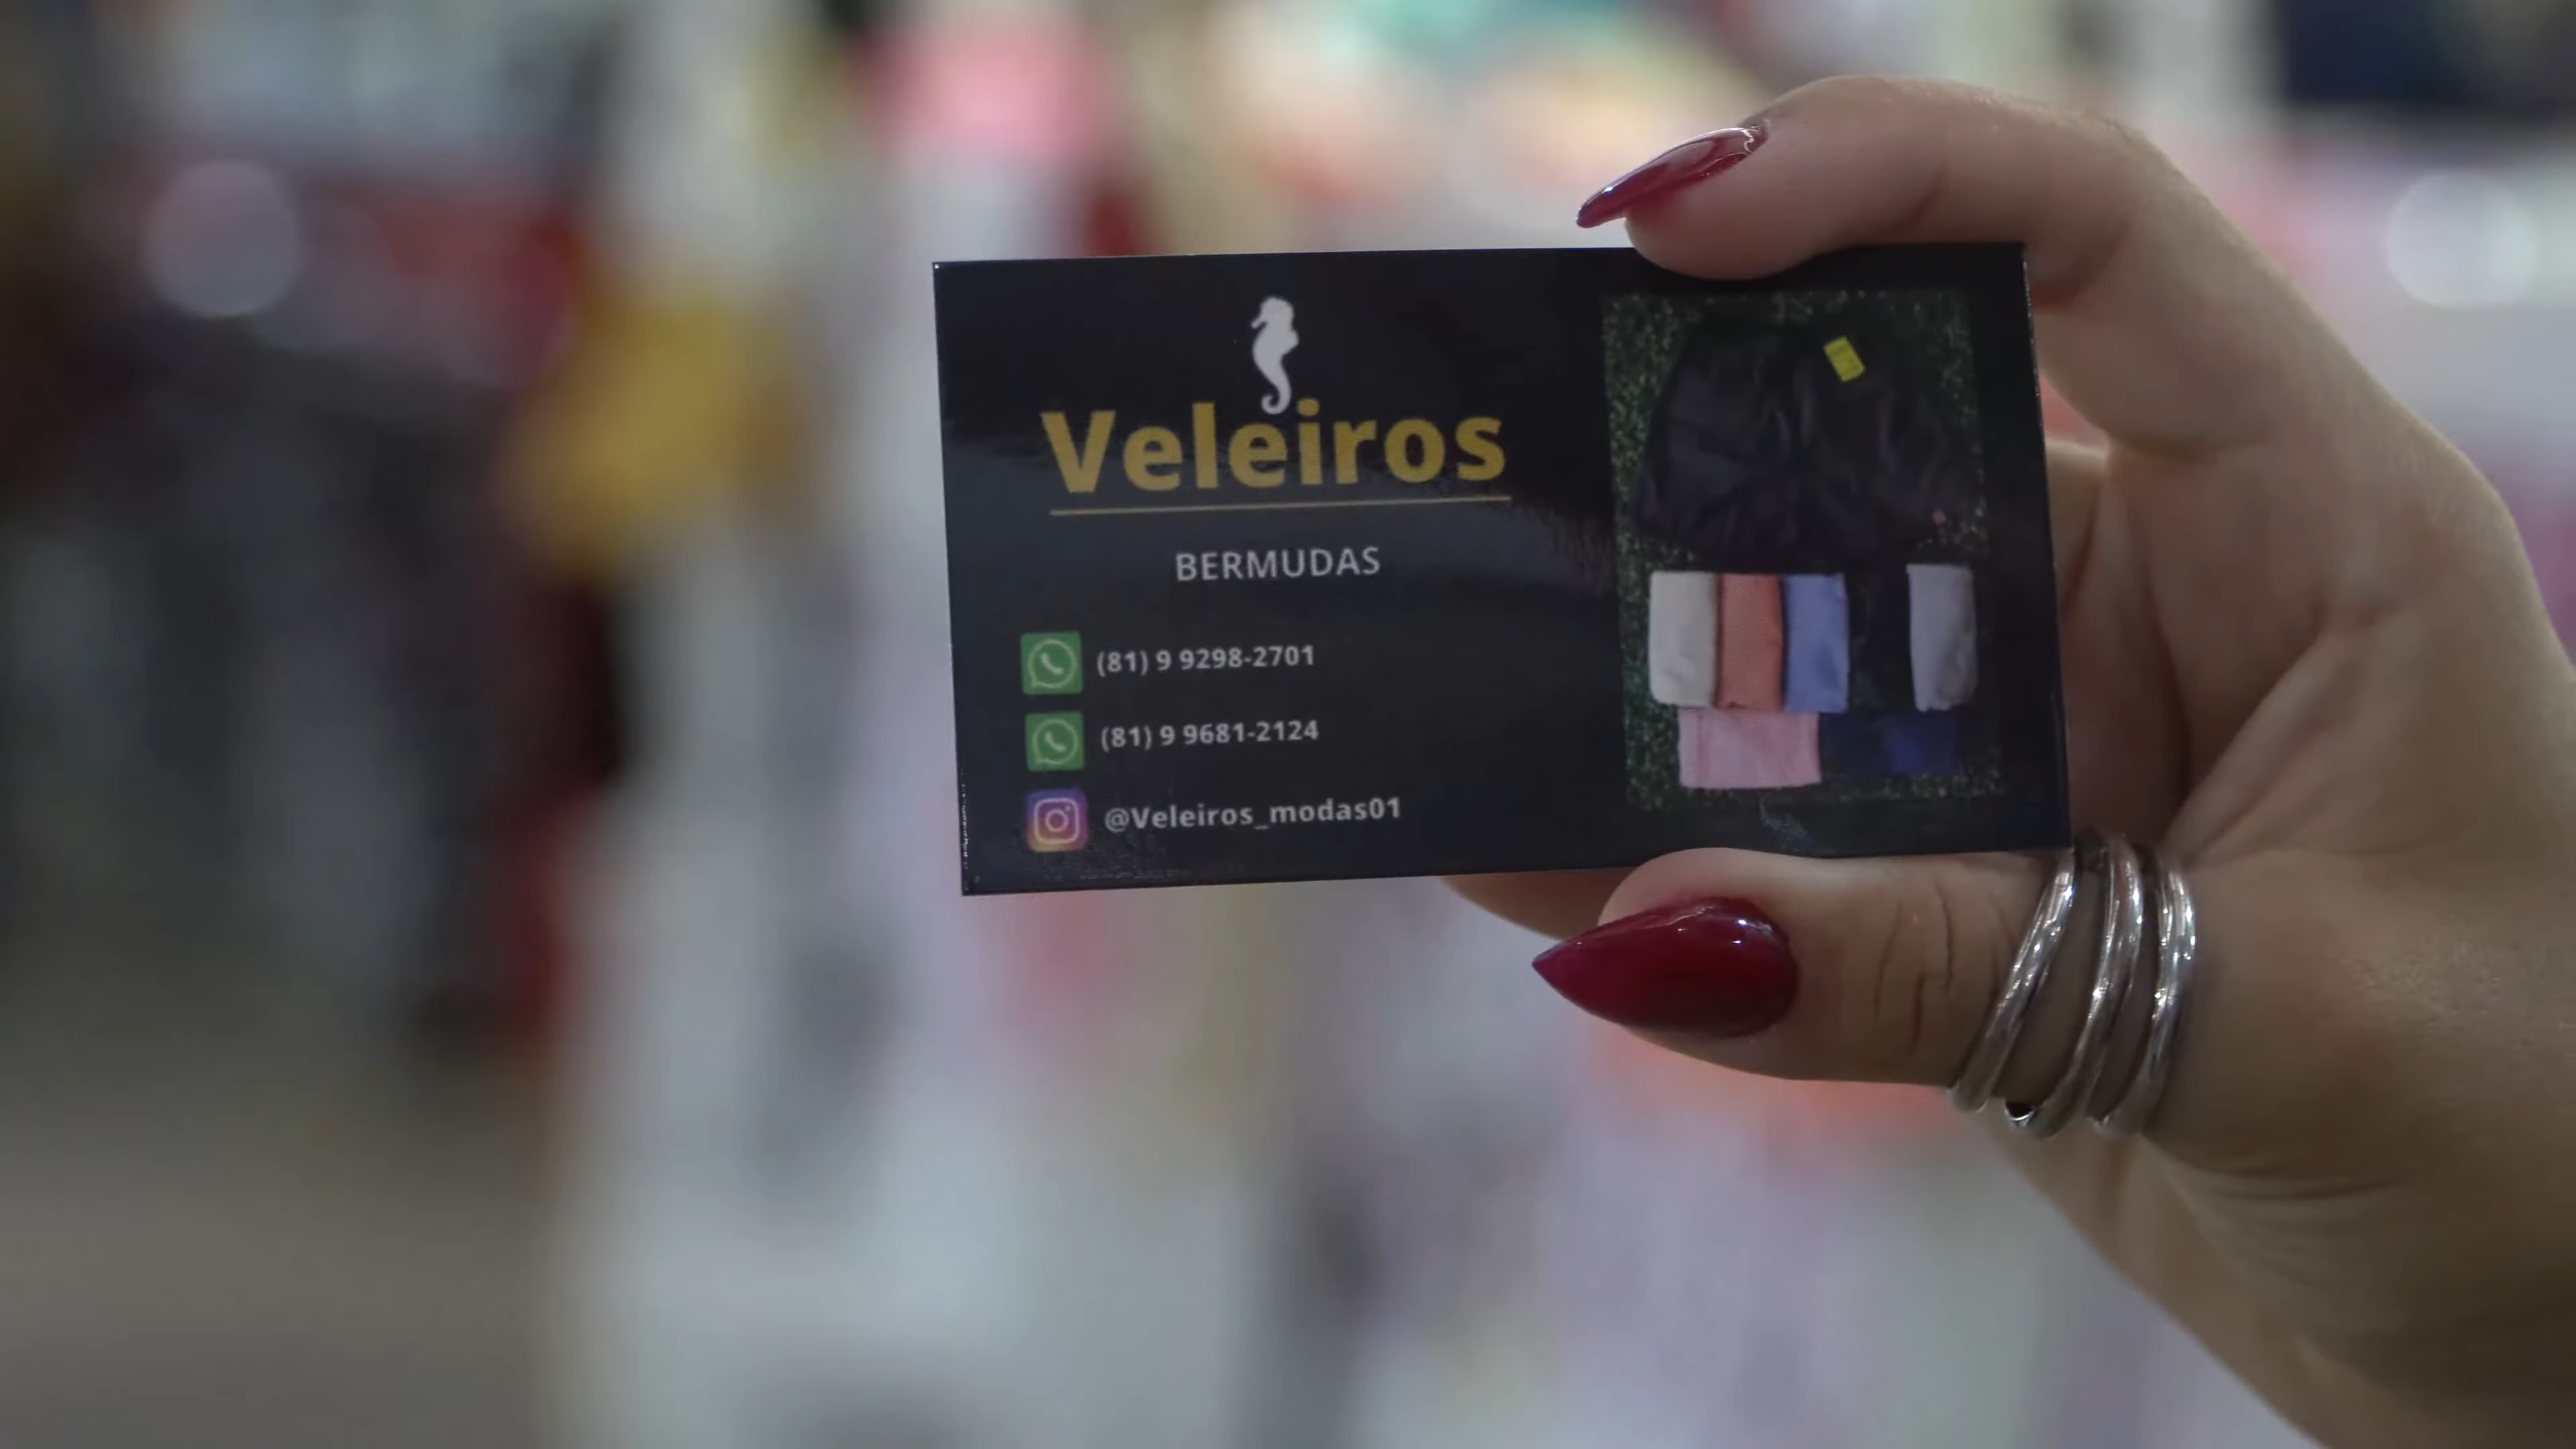 Veleiros
BERMUDAS
(81) 9 9298-2701
(81) 9 9681-2124
@Veleiros_modas01